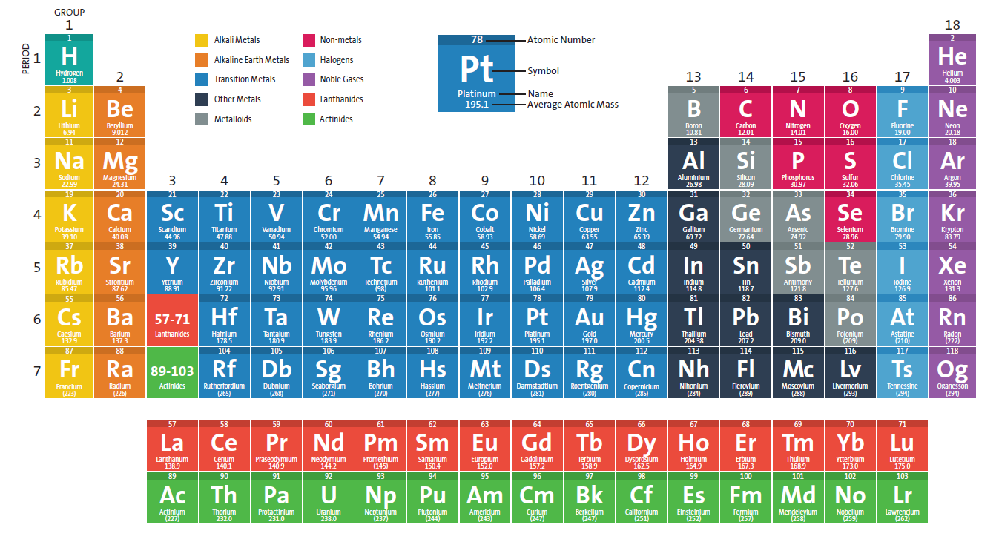 GROUP
1
18
PERIOD
1
Alkali Metals
Alkaline Earth Metals
Transition Metals
Other Metals
Metalloids
Non-metals
Halogens
Noble Gases
Lanthanides
Actinides
78
Pt
Platinum
195.1
Atomic Number
Symbol
Name
Average Atomic Mass
1
H
Hydrogen
1.008
2
He
Helium
4.003
2
13 14 15 16 17
2
3 4 5 6 7 8 9 10
Li Be B C N O F Ne
Lithium Beryllium Boron Carbon Nitrogen Oxygen Fluorine Neon
6.94 9.012 10.81 12.01 14.01 16.00 19.00 20.18
3
11 12 13 14 15 16 17 18
Na Mg Al Si P S Cl Ar
Sodium Magnesium Aluminium Silicon Phosphorus Sulfur Chlorine Argon
22.99 24.31 26.98 28.09 30.97 32.06 35.45 39.95
3 4 5 6 7 8 9 10 11 12
4
19 20 21 22 23 24 25 26 27 28 29 30 31 32 33 34 35 36
K Ca Sc Ti V Cr Mn Fe Co Ni Cu Zn Ga Ge As Se Br Kr
Potassium Calcium Scandium Titanium Vanadium Chromium Manganese Iron Cobalt Nickel Copper Zinc Gallium Germanium Arsenic Selenium Bromine Krypton
39.10 40.08 44.96 47.88 50.94 52.00 54.94 55.85 58.93 58.69 63.55 65.39 69.72 72.64 74.92 78.96 79.90 83.79
5
37 38 39 40 41 42 43 44 45 46 47 48 49 50 51 52 53 54
Rb Sr Y Zr Nb Mo Tc Ru Rh Pd Ag Cd In Sn Sb Te I Xe
Rubidium Strontium Yttrium Zirconium Niobium Molybdenum Technetium Ruthenium Rhodium Palladium Silver Cadmium Indium Tin Antimony Tellurium Iodine Xenon
85.47 87.62 88.91 91.22 92.91 95.96 (98) 101.1 102.9 106.4 107.9 112.4 114.8 118.7 121.8 127.6 126.9 131.3
6
55 56 57-71 72 73 74 75 76 77 78 79 80 81 82 83 84 85 86
Cs Ba Hf Ta W Re Os Ir Pt Au Hg Tl Pb Bi Po At Rn
Caesium Barium Lanthanides Hafnium Tantalum Tungsten Rhenium Osmium Iridium Platinum Gold Mercury Thallium Lead Bismuth Polonium Astatine Radon
132.9 137.3 178.5 180.9 183.9 186.2 190.2 192.2 195.1 197.0 200.5 204.38 207.2 209.0 (209) (210) (222)
7
87 88 89-103 104 105 106 107 108 109 110 111 112 113 114 115 116 117 118
Fr Ra Rf Db Sg Bh Hs Mt Ds Rg Cn Nh Fl Mc Lv Ts Og
Francium Radium Actinides Rutherfordium Dubnium Seaborgium Bohrium Hassium Meitnerium Darmstadtium Roentgenium Copernicium Nihonium Flerovium Moscovium Livermorium Tennessine Oganesson
(223) (226) (265) (268) (271) (270) (277) (276) (281) (280) (285) (284) (289) (288) (293) (294) (294)
57 58 59 60 61 62 63 64 65 66 67 68 69 70 71
La Ce Pr Nd Pm Sm Eu Gd Tb Dy Ho Er Tm Yb Lu
Lanthanum Cerium Praseodymium Neodymium Promethium Samarium Europium Gadolinium Terbium Dysprosium Holmium Erbium Thulium Ytterbium Lutetium
138.9 140.1 140.9 144.2 (145) 150.4 152.0 157.2 158.9 162.5 164.9 167.3 168.9 173.0 175.0
89 90 91 92 93 94 95 96 97 98 99 100 101 102 103
Ac Th Pa U Np Pu Am Cm Bk Cf Es Fm Md No Lr
Actinium Thorium Protactinium Uranium Neptunium Plutonium Americium Curium Berkelium Californium Einsteinium Fermium Mendelevium Nobelium Lawrencium
(227) 232.0 231.0 238.0 (237) (244) (243) (247) (247) (251) (252) (257) (258) (259) (262)